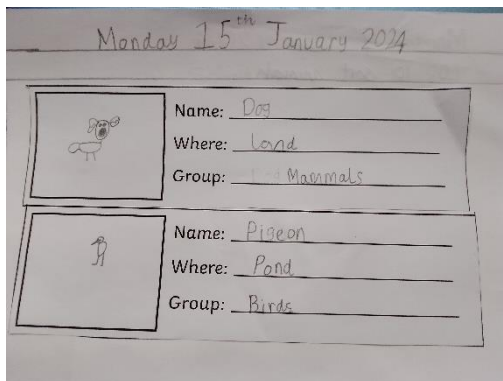 Monday 15th January 2024
Name: Dog
Where: Land
Group: Mammals
Name: Pigeon
Where: Pond
Group: Birds